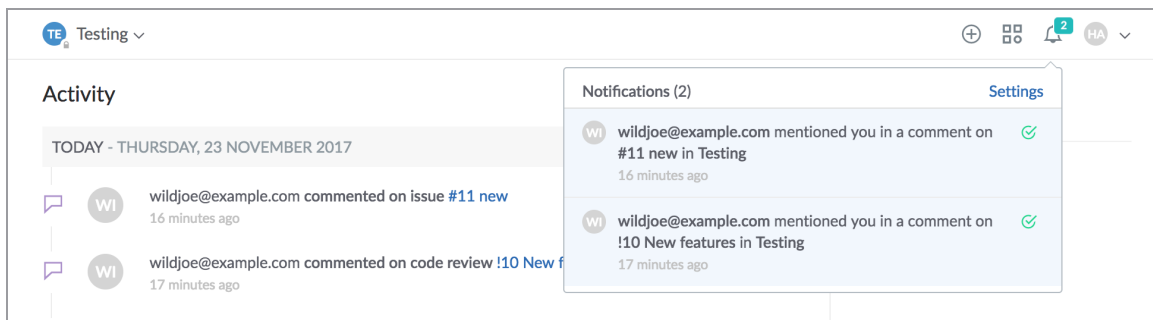 TE Testing
2 HA
Activity
Notifications (2) Settings
TODAY - THURSDAY, 23 NOVEMBER 2017
WI wildjoe@example.com commented on issue #11 new
16 minutes ago
WI wildjoe@example.com commented on code review !10 New f
17 minutes ago
WI wildjoe@example.com mentioned you in a comment on
#11 new in Testing
16 minutes ago
WI wildjoe@example.com mentioned you in a comment on
!10 New features in Testing
17 minutes ago